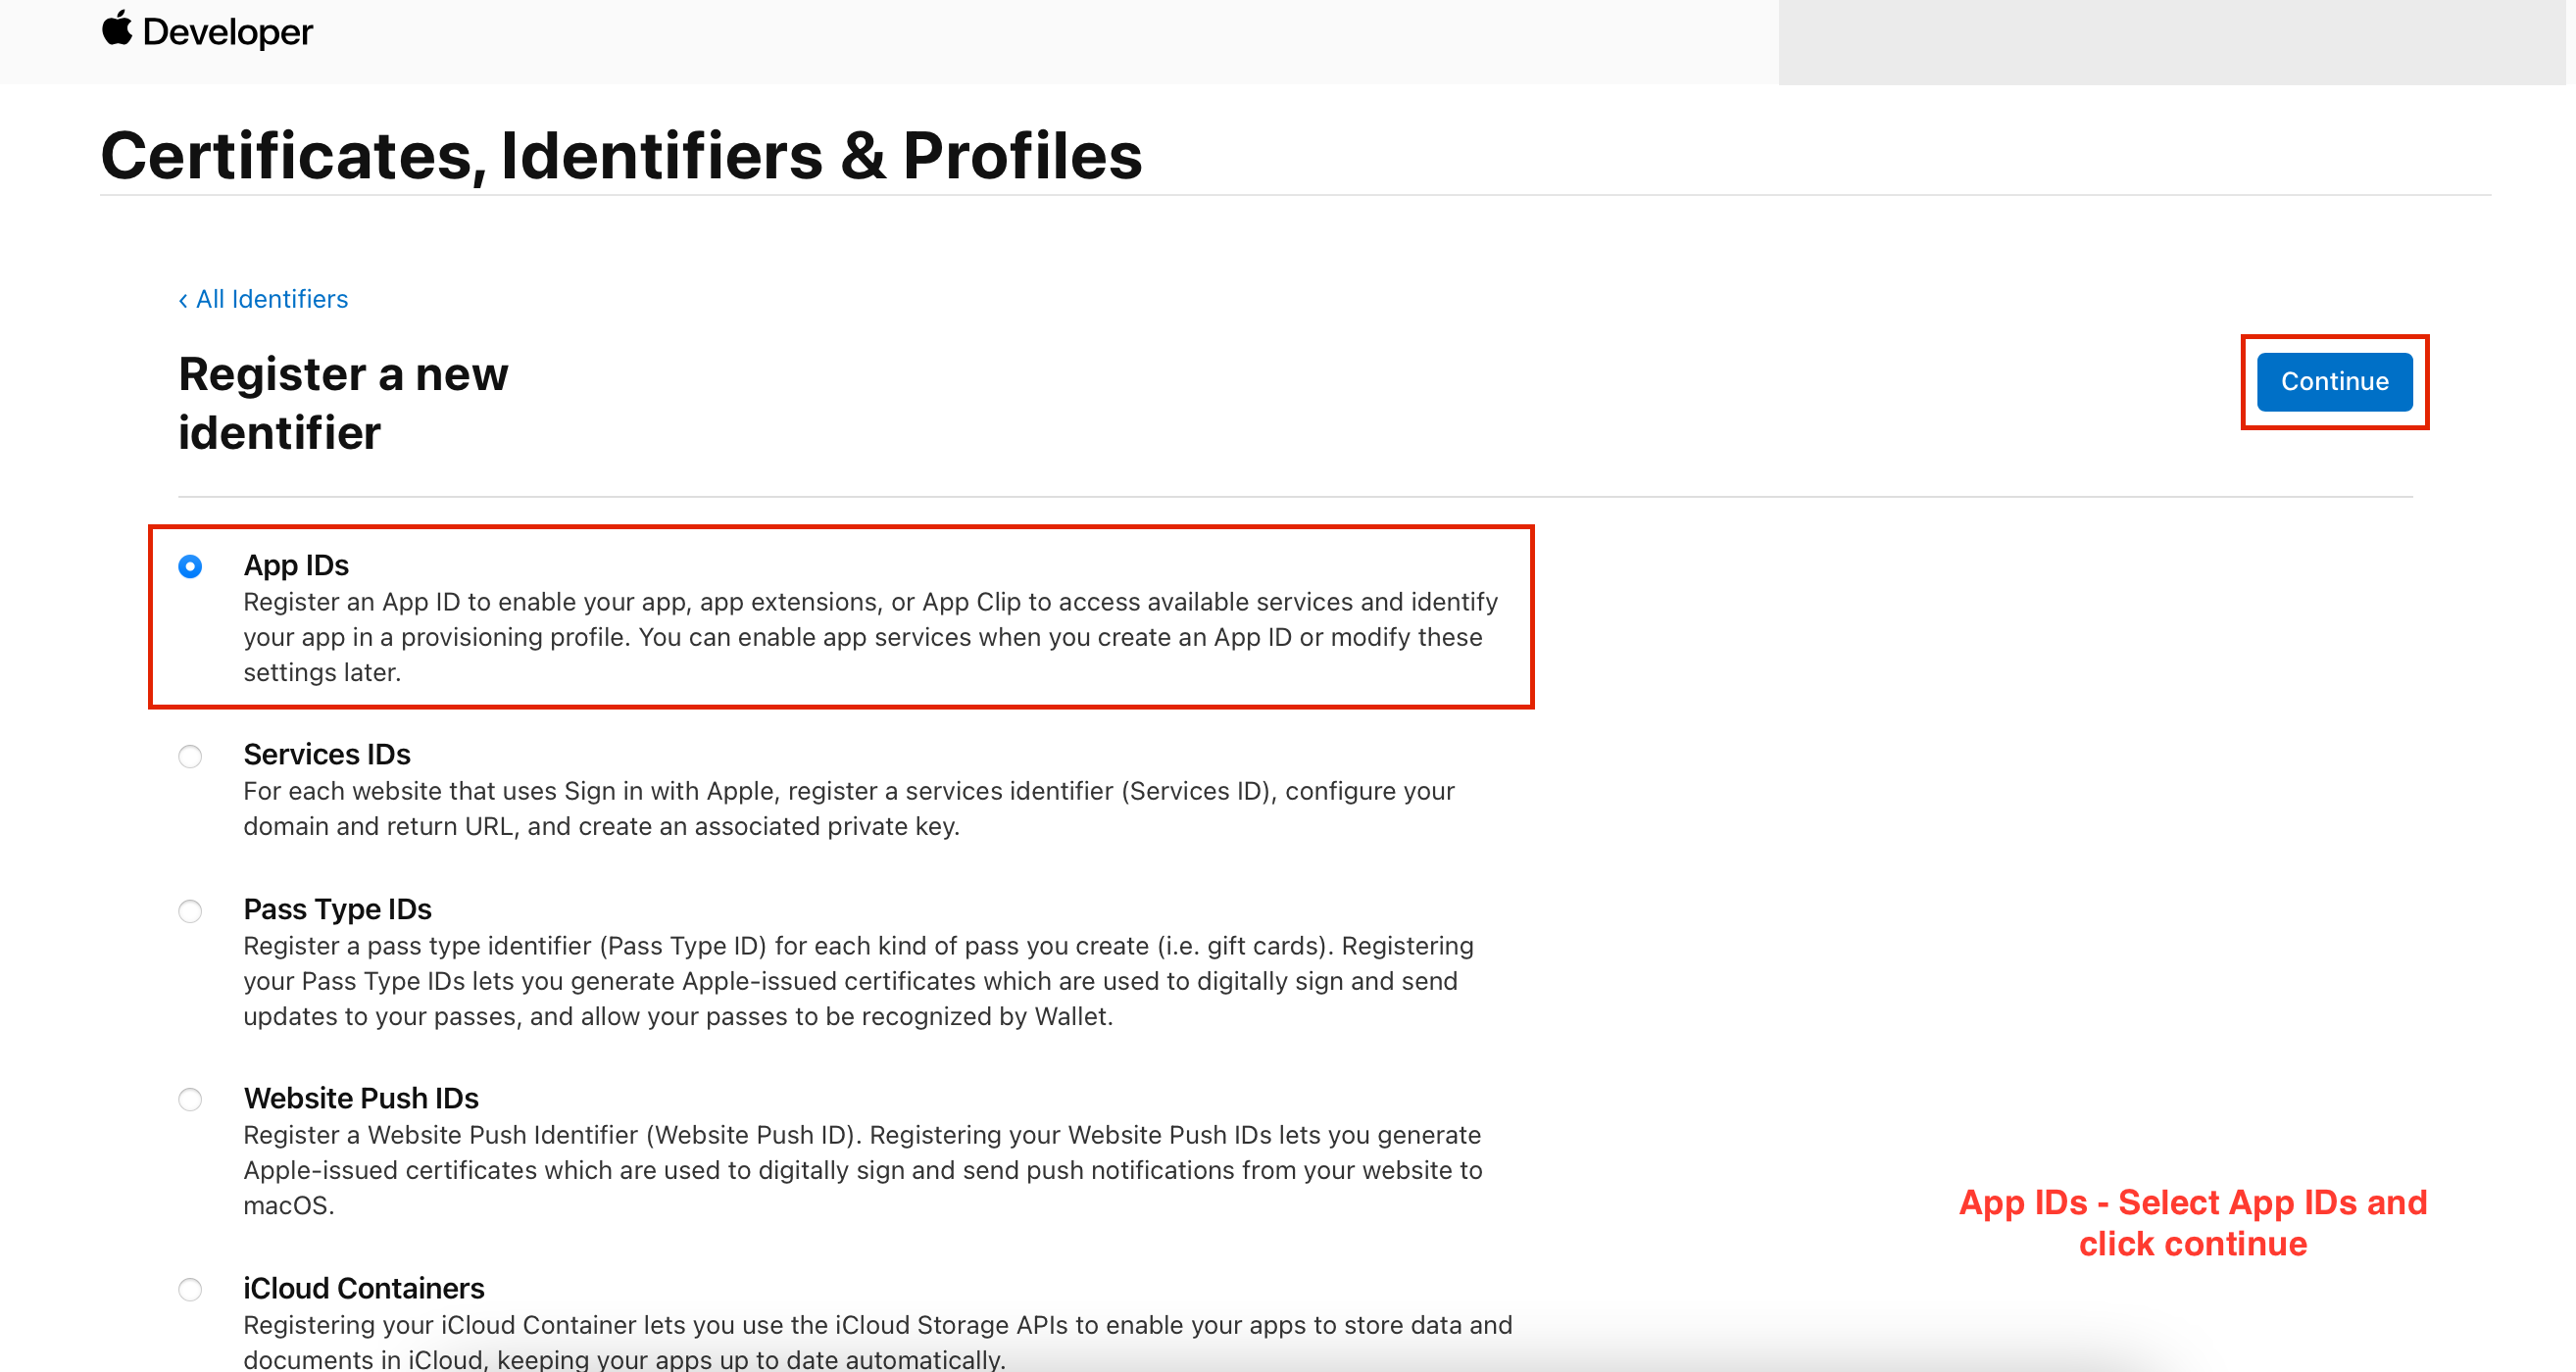 Developer
Certificates, Identifiers & Profiles
‹ All Identifiers
Register a new
identifier
Continue
App IDs
Register an App ID to enable your app, app extensions, or App Clip to access available services and identify
your app in a provisioning profile. You can enable app services when you create an App ID or modify these
settings later.
Services IDs
For each website that uses Sign in with Apple, register a services identifier (Services ID), configure your
domain and return URL, and create an associated private key.
Pass Type IDs
Register a pass type identifier (Pass Type ID) for each kind of pass you create (i.e. gift cards). Registering
your Pass Type IDs lets you generate Apple-issued certificates which are used to digitally sign and send
updates to your passes, and allow your passes to be recognized by Wallet.
Website Push IDs
Register a Website Push Identifier (Website Push ID). Registering your Website Push IDs lets you generate
Apple-issued certificates which are used to digitally sign and send push notifications from your website to
macOS.
App IDs - Select App IDs and
click continue
iCloud Containers
Registering your iCloud Container lets you use the iCloud Storage APIs to enable your apps to store data and
documents in iCloud, keeping your apps up to date automatically.